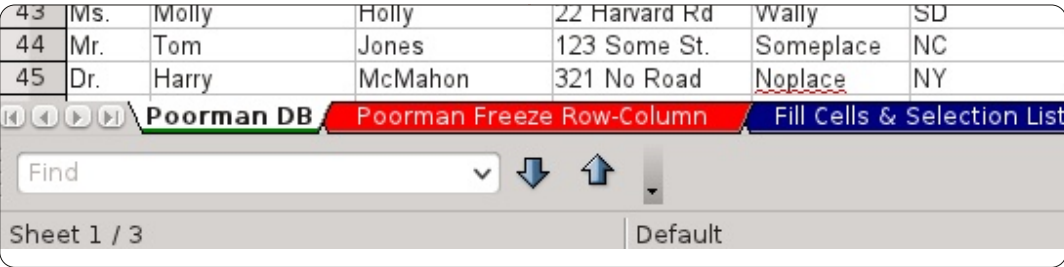 43 Ms. Molly Holly 22 Harvard Rd Wally SD
44 Mr. Tom Jones 123 Some St. Someplace NC
45 Dr. Harry McMahon 321 No Road Noplace NY
Poorman DB Poorman Freeze Row-Column Fill Cells & Selection List
Find
Sheet 1 / 3 Default